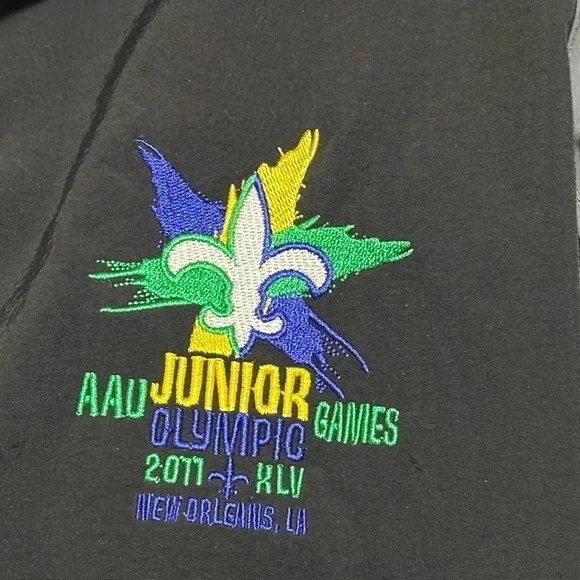 AAU JUNIOR GAMES
OLYMPIC
2011 XLV
NEW ORLEANS, LA